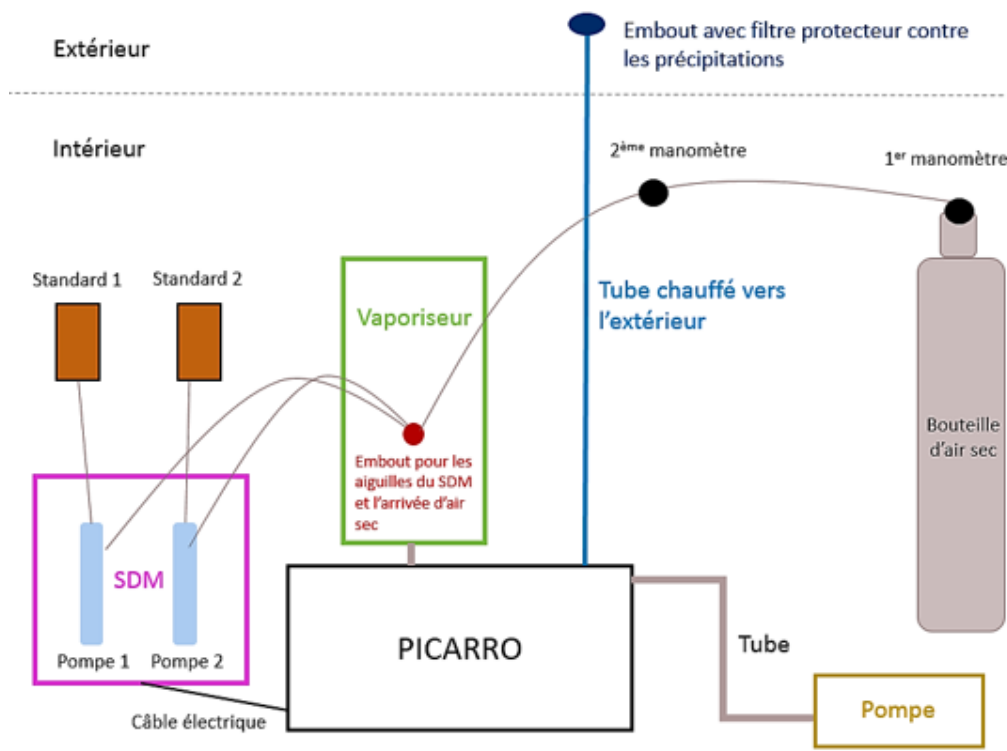 Extérieur
Embout avec filtre protecteur contre
les précipitations
Intérieur
2ème manomètre
1er manomètre
Standard 1
Standard 2
Vaporiseur
Tube chauffé vers
l'extérieur
Bouteille
d'air sec
Embout pour les
aiguilles du SDM
et l'arrivée d'air
sec
SDM
Pompe 1
Pompe 2
PICARRO
Tube
Câble électrique
Pompe